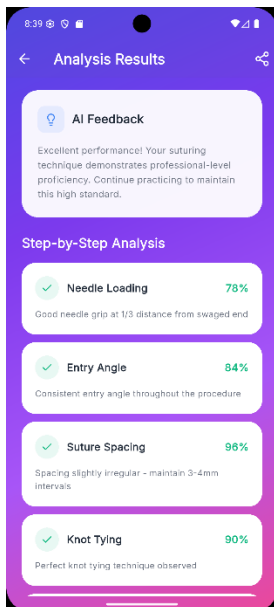 8:39
Analysis Results
AI Feedback
Excellent performance! Your suturing
technique demonstrates professional-level
proficiency. Continue practicing to maintain
this high standard.
Step-by-Step Analysis
Needle Loading 78%
Good needle grip at 1/3 distance from swaged end
Entry Angle 84%
Consistent entry angle throughout the procedure
Suture Spacing 96%
Spacing slightly irregular - maintain 3-4mm
intervals
Knot Tying 90%
Perfect knot tying technique observed